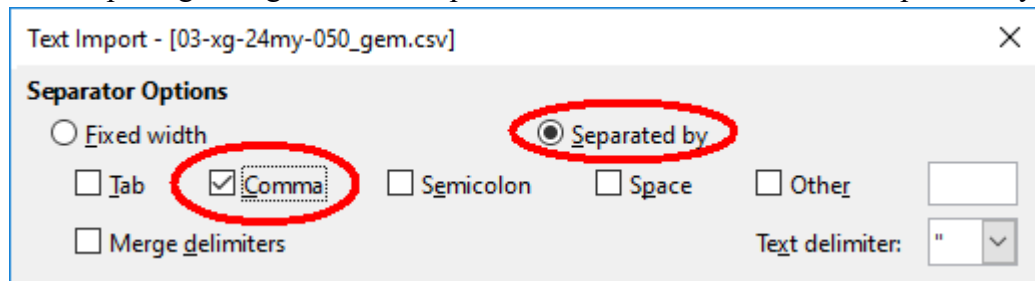 Text Import - [03-xg-24my-050_gem.csv]
Separator Options
Fixed width Separated by
Tab Comma Semicolon Space Other
Merge delimiters Text delimiter: "